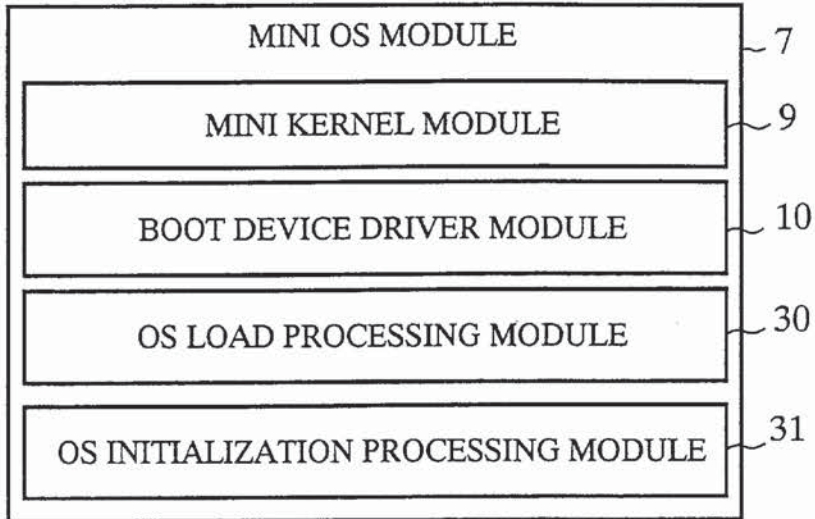 MINI OS MODULE
7
MINI KERNEL MODULE
9
BOOT DEVICE DRIVER MODULE
10
OS LOAD PROCESSING MODULE
30
OS INITIALIZATION PROCESSING MODULE
31